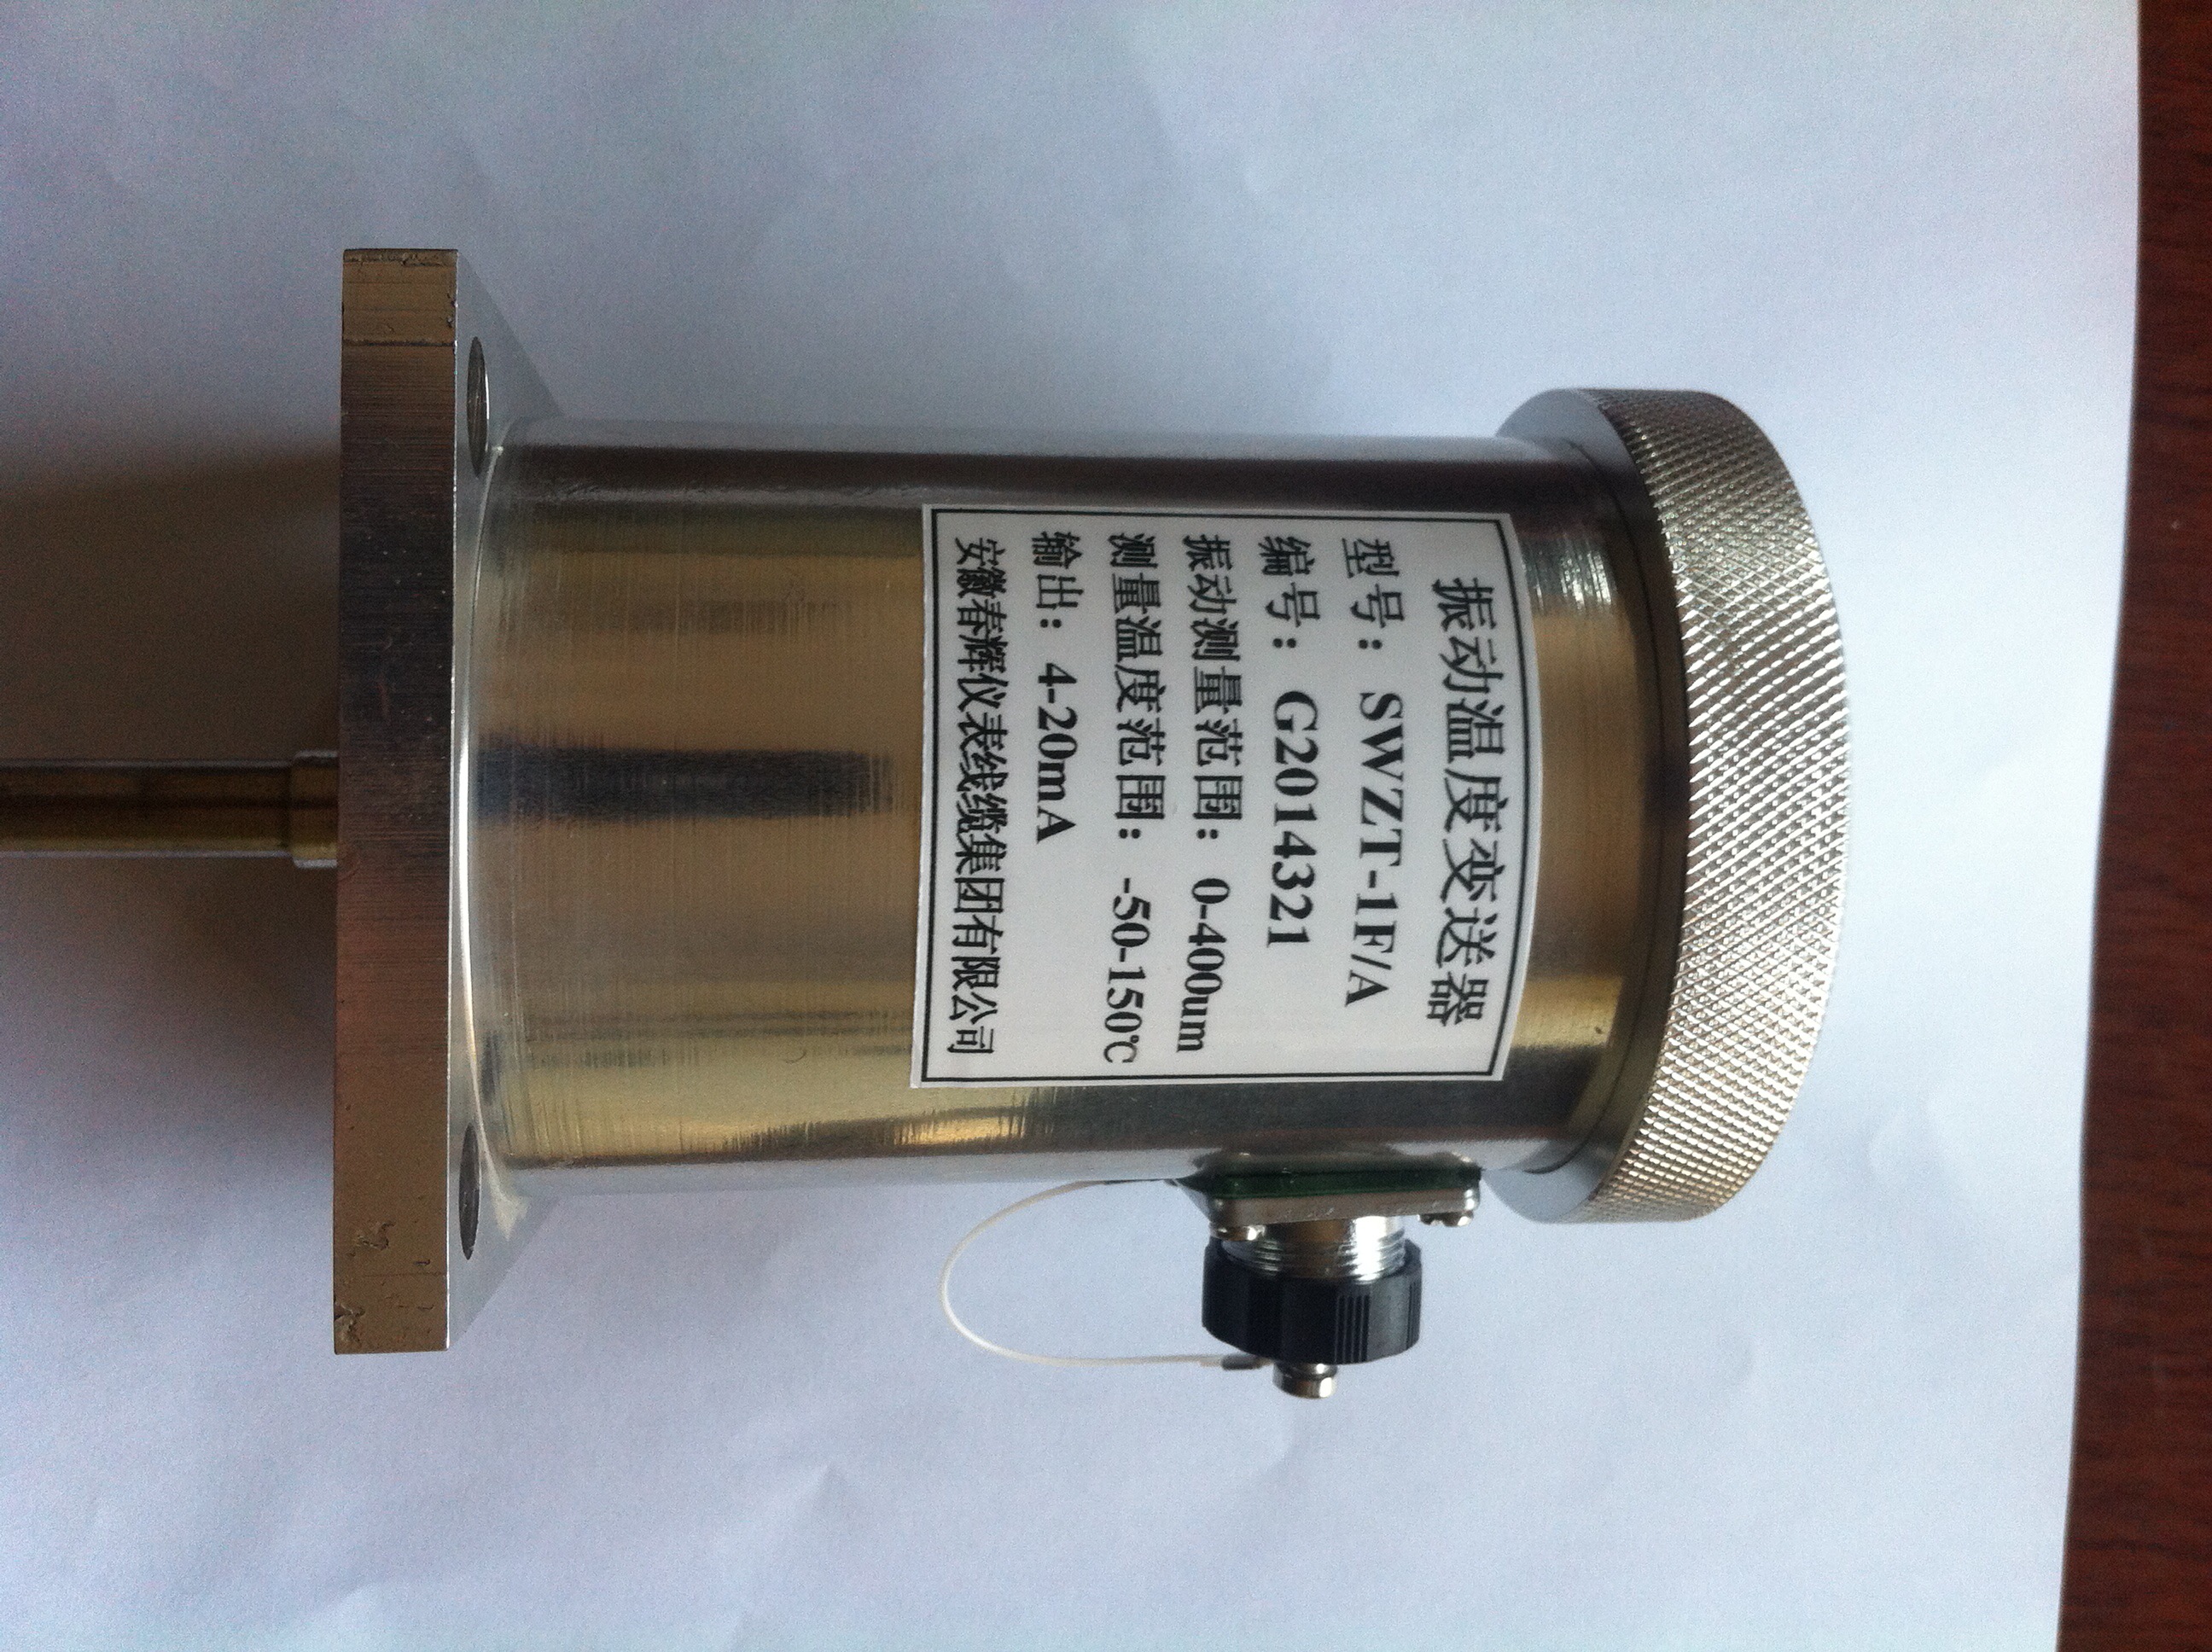 振动温度变送器
型号：SWZT-1F/A
编号：G2014321
振动测量范围：0-400um
测量温度范围：-50-150℃
输出：4-20mA
安徽春辉仪表线缆集团有限公司